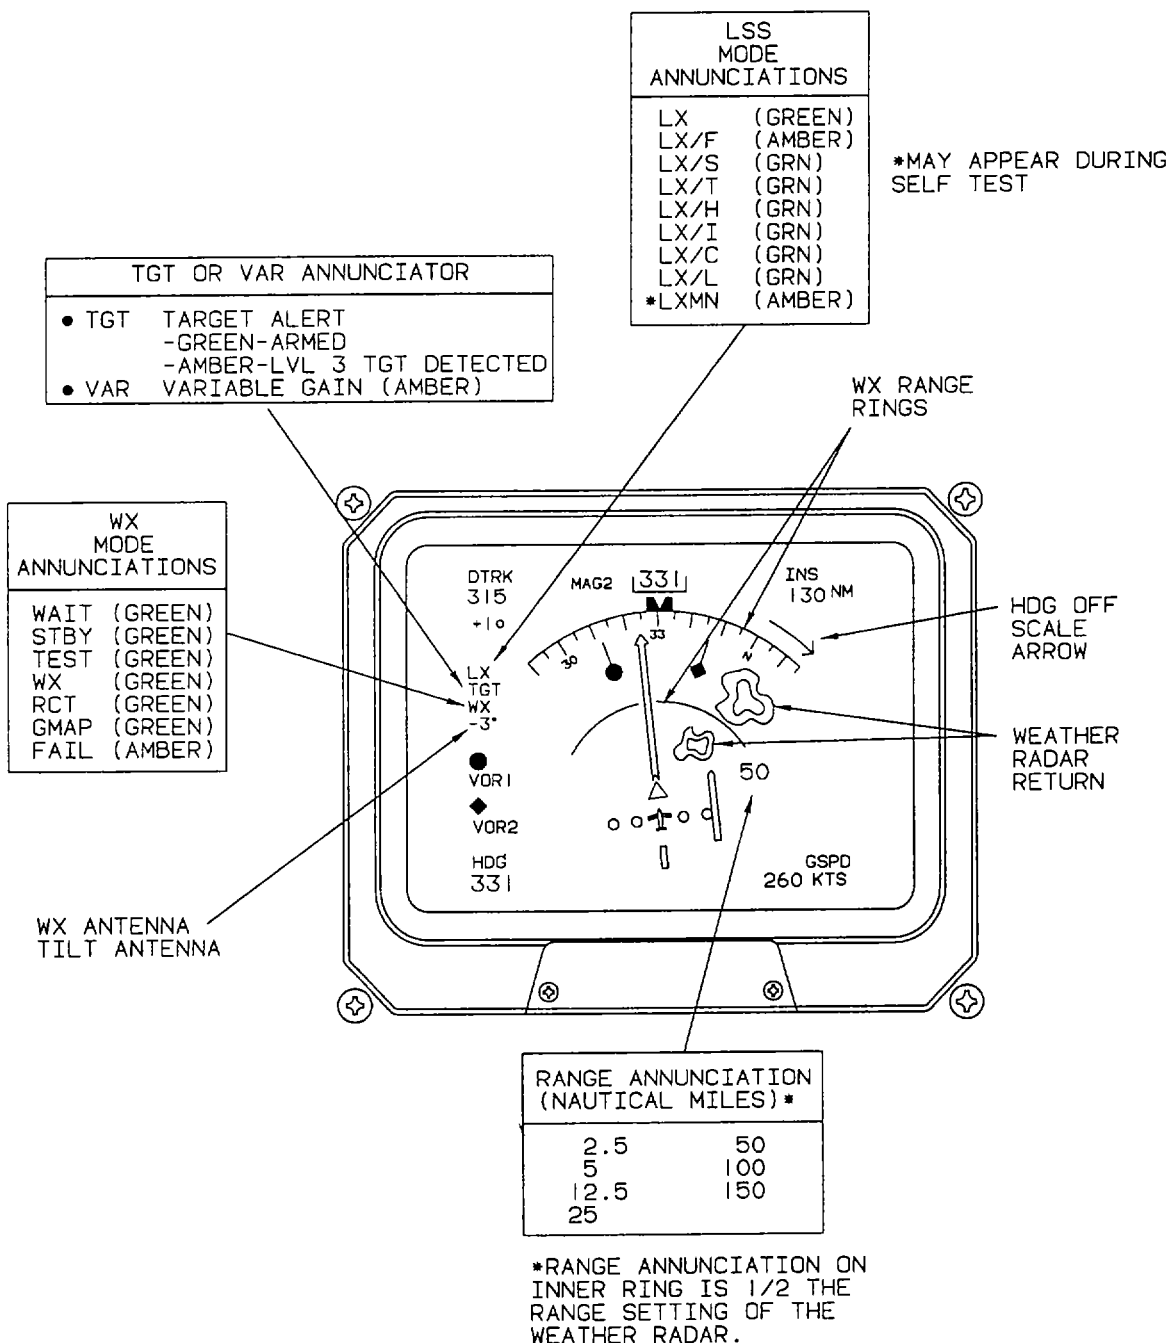 LSS
MODE
ANNUNCIATIONS
LX (GREEN)
LX/F (AMBER)
LX/S (GRN)
LX/T (GRN)
LX/H (GRN)
LX/I (GRN)
LX/C (GRN)
LX/L (GRN)
*LXMN (AMBER)
*MAY APPEAR DURING
SELF TEST
TGT OR VAR ANNUNCIATOR
• TGT TARGET ALERT
-GREEN-ARMED
-AMBER-LVL 3 TGT DETECTED
• VAR VARIABLE GAIN (AMBER)
WX RANGE
RINGS
WX
MODE
ANNUNCIATIONS
WAIT (GREEN)
STBY (GREEN)
TEST (GREEN)
WX (GREEN)
RCT (GREEN)
GMAP (GREEN)
FAIL (AMBER)
DTRK
315
+10
MAG2
331
INS
130 NM
30
33
N
LX
TGT
WX
-3°
VOR1
VOR2
HDG
331
50
GSPD
260 KTS
HDG OFF
SCALE
ARROW
WEATHER
RADAR
RETURN
WX ANTENNA
TILT ANTENNA
RANGE ANNUNCIATION
(NAUTICAL MILES)*
2.5 50
5 100
12.5 150
25
*RANGE ANNUNCIATION ON
INNER RING IS 1/2 THE
RANGE SETTING OF THE
WEATHER RADAR.